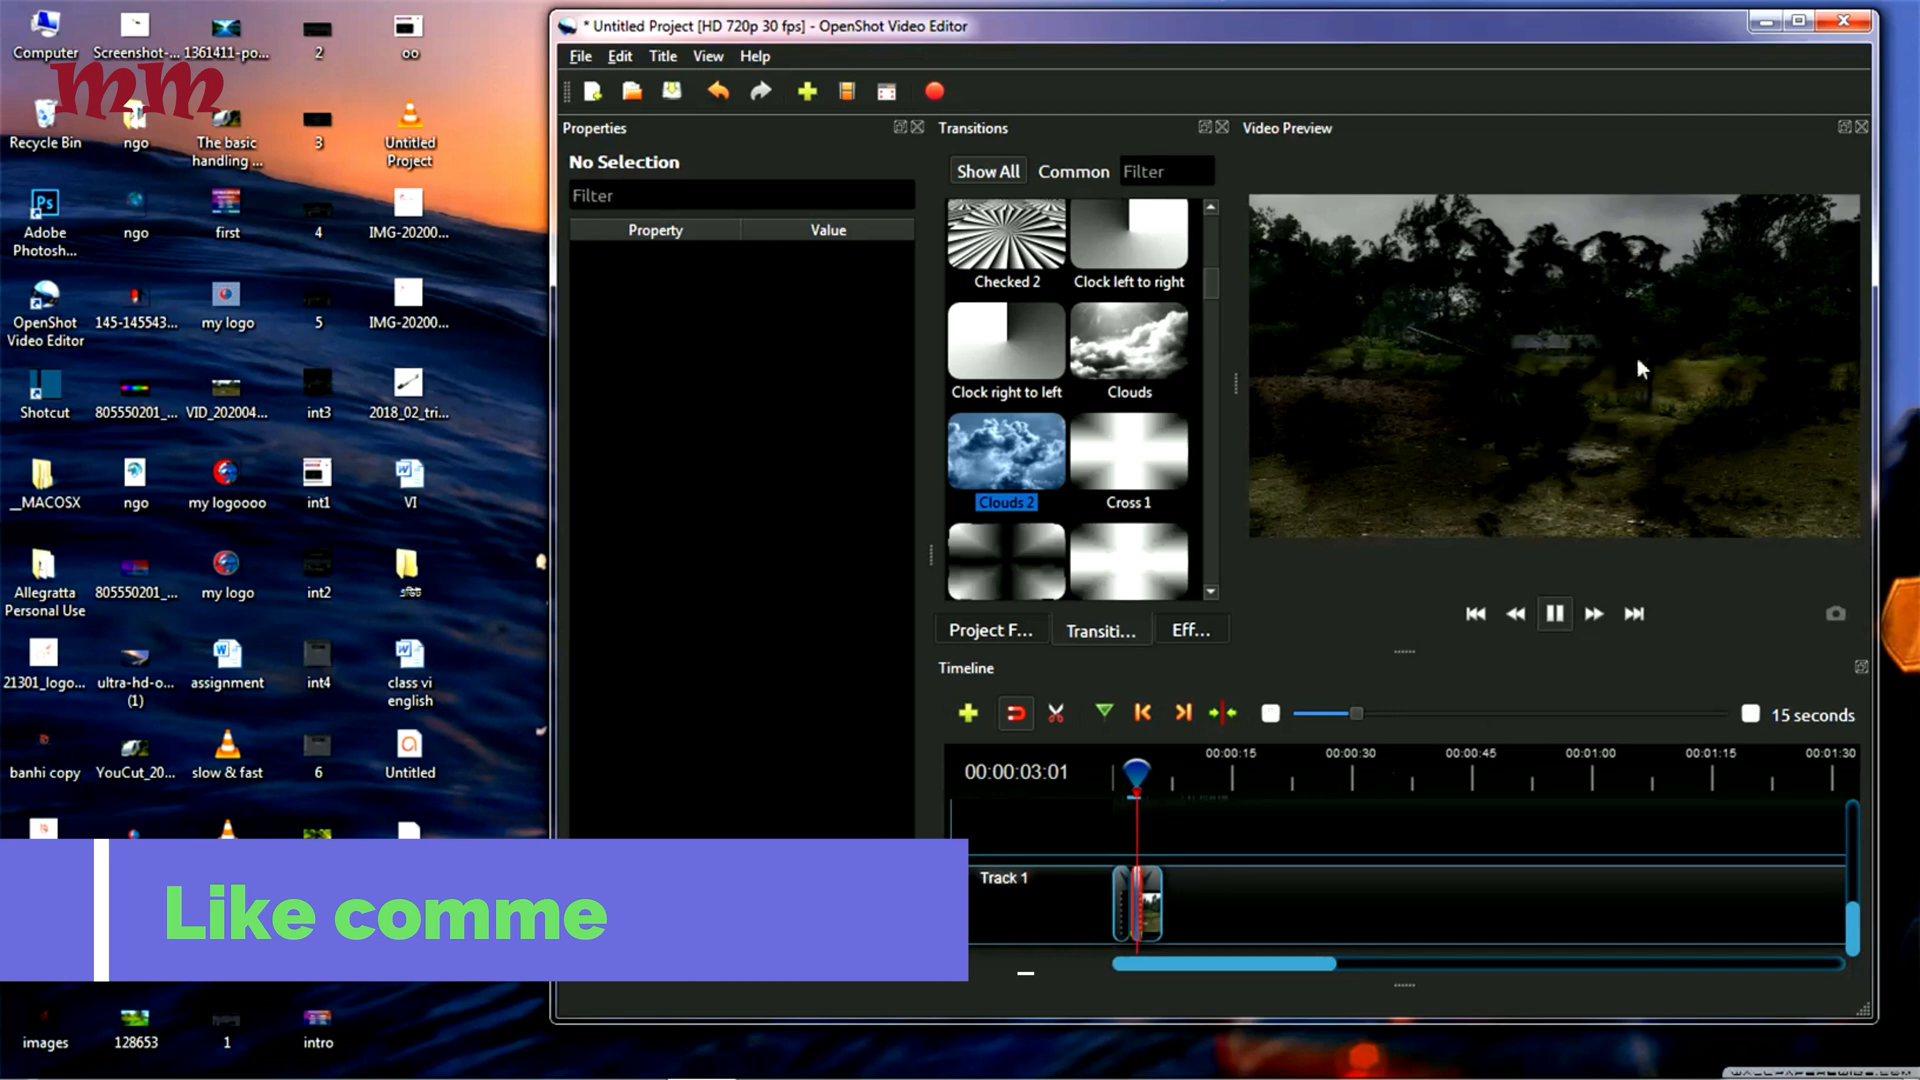 * Untitled Project [HD 720p 30 fps] - OpenShot Video Editor
File Edit Title View Help
Properties
Transitions
Video Preview
No Selection
Filter
Property Value
Show All Common Filter
Checked 2
Clock left to right
Clock right to left
Clouds
Clouds 2
Cross 1
Project F... Transiti... Eff...
Timeline
15 seconds
00:00:03:01
00:00:15 00:00:30 00:00:45 00:01:00 00:01:15 00:01:30
Track 1
Computer Screenshot-... 1361411-po... 2 oo
mm
Recycle Bin ngo The basic handling ... 3 Untitled Project
Ps
Adobe Photosh... ngo first 4 IMG-20200...
OpenShot Video Editor 145-145543... my logo 5 IMG-20200...
Shotcut 805550201_... VID_202004... int3 2018_02_tri...
__MACOSX ngo my logoooo int1 VI
Allegratta Personal Use 805550201_... my logo int2
21301_logo... ultra-hd-o... (1) assignment int4 class vi english
banhi copy YouCut_20... slow & fast 6 Untitled
Like comme
images 128653 1 intro